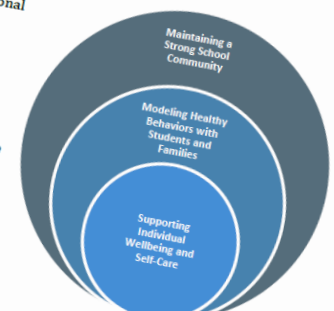 Maintaining a
Strong School
Community
Modeling Healthy
Behaviors with
Students and
Families
Supporting
Individual
Wellbeing and
Self-Care